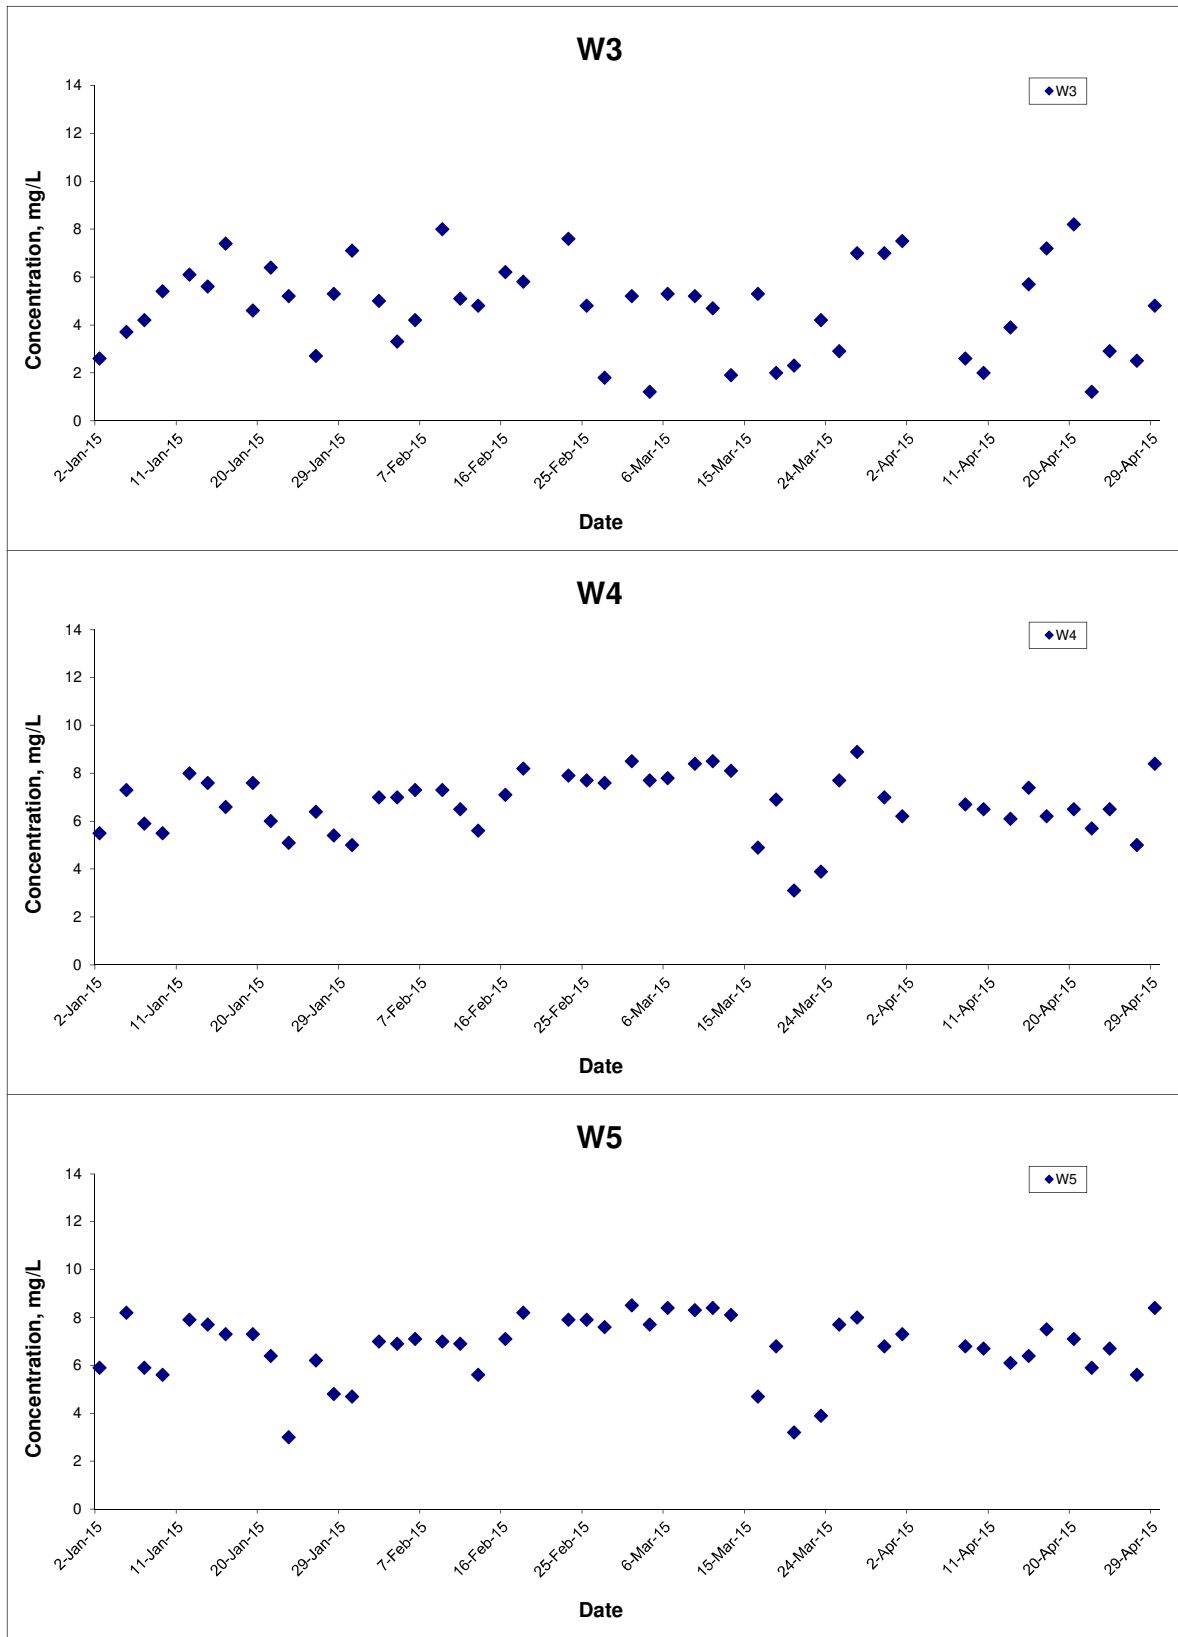 W3
W3
14
12
10
8
6
4
2
0
Concentration, mg/L
2-Jan-15
11-Jan-15
20-Jan-15
29-Jan-15
7-Feb-15
16-Feb-15
25-Feb-15
6-Mar-15
15-Mar-15
24-Mar-15
2-Apr-15
11-Apr-15
20-Apr-15
29-Apr-15
Date
W4
W4
14
12
10
8
6
4
2
0
Concentration, mg/L
2-Jan-15
11-Jan-15
20-Jan-15
29-Jan-15
7-Feb-15
16-Feb-15
25-Feb-15
6-Mar-15
15-Mar-15
24-Mar-15
2-Apr-15
11-Apr-15
20-Apr-15
29-Apr-15
Date
W5
W5
14
12
10
8
6
4
2
0
Concentration, mg/L
2-Jan-15
11-Jan-15
20-Jan-15
29-Jan-15
7-Feb-15
16-Feb-15
25-Feb-15
6-Mar-15
15-Mar-15
24-Mar-15
2-Apr-15
11-Apr-15
20-Apr-15
29-Apr-15
Date